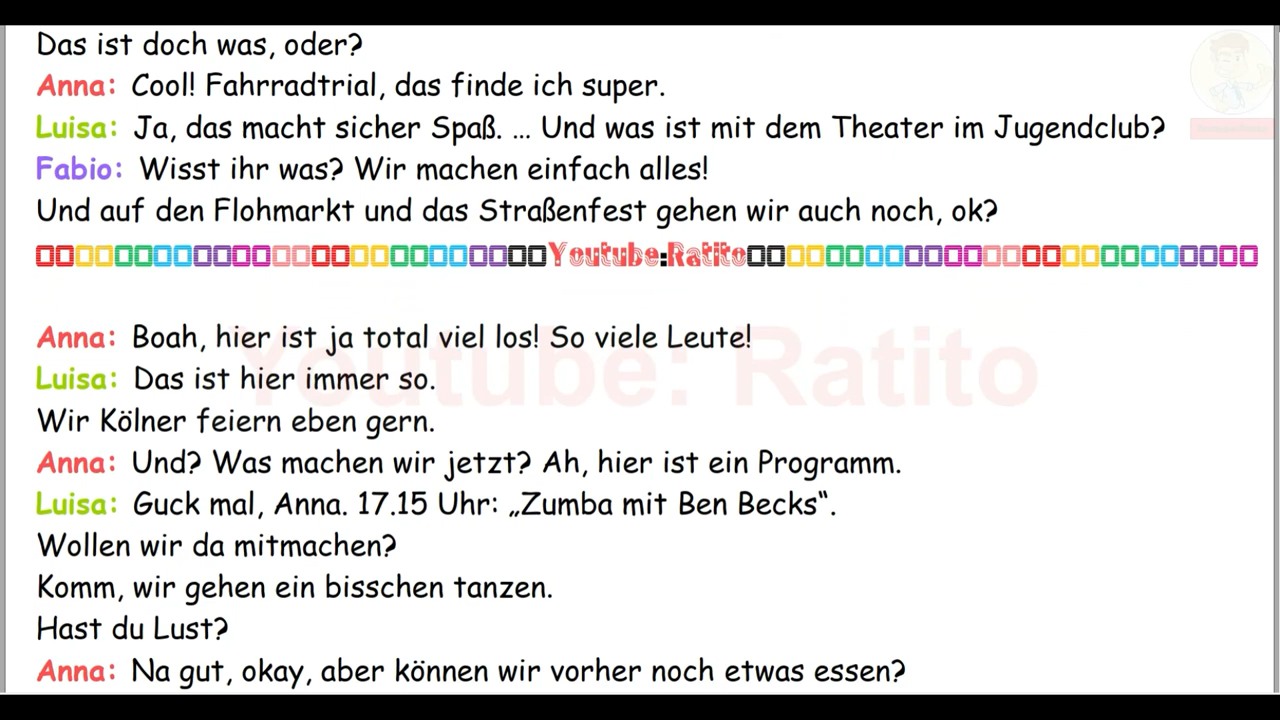 Das ist doch was, oder?
Anna: Cool! Fahrradtrial, das finde ich super.
Luisa: Ja, das macht sicher Spaß. ... Und was ist mit dem Theater im Jugendclub?
Fabio: Wisst ihr was? Wir machen einfach alles!
Und auf den Flohmarkt und das Straßenfest gehen wir auch noch, ok?
Youtube:Ratito
Anna: Boah, hier ist ja total viel los! So viele Leute!
Youtube: Ratito
Luisa: Das ist hier immer so.
Wir Kölner feiern eben gern.
Anna: Und? Was machen wir jetzt? Ah, hier ist ein Programm.
Luisa: Guck mal, Anna. 17.15 Uhr: „Zumba mit Ben Becks“.
Wollen wir da mitmachen?
Komm, wir gehen ein bisschen tanzen.
Hast du Lust?
Anna: Na gut, okay, aber können wir vorher noch etwas essen?